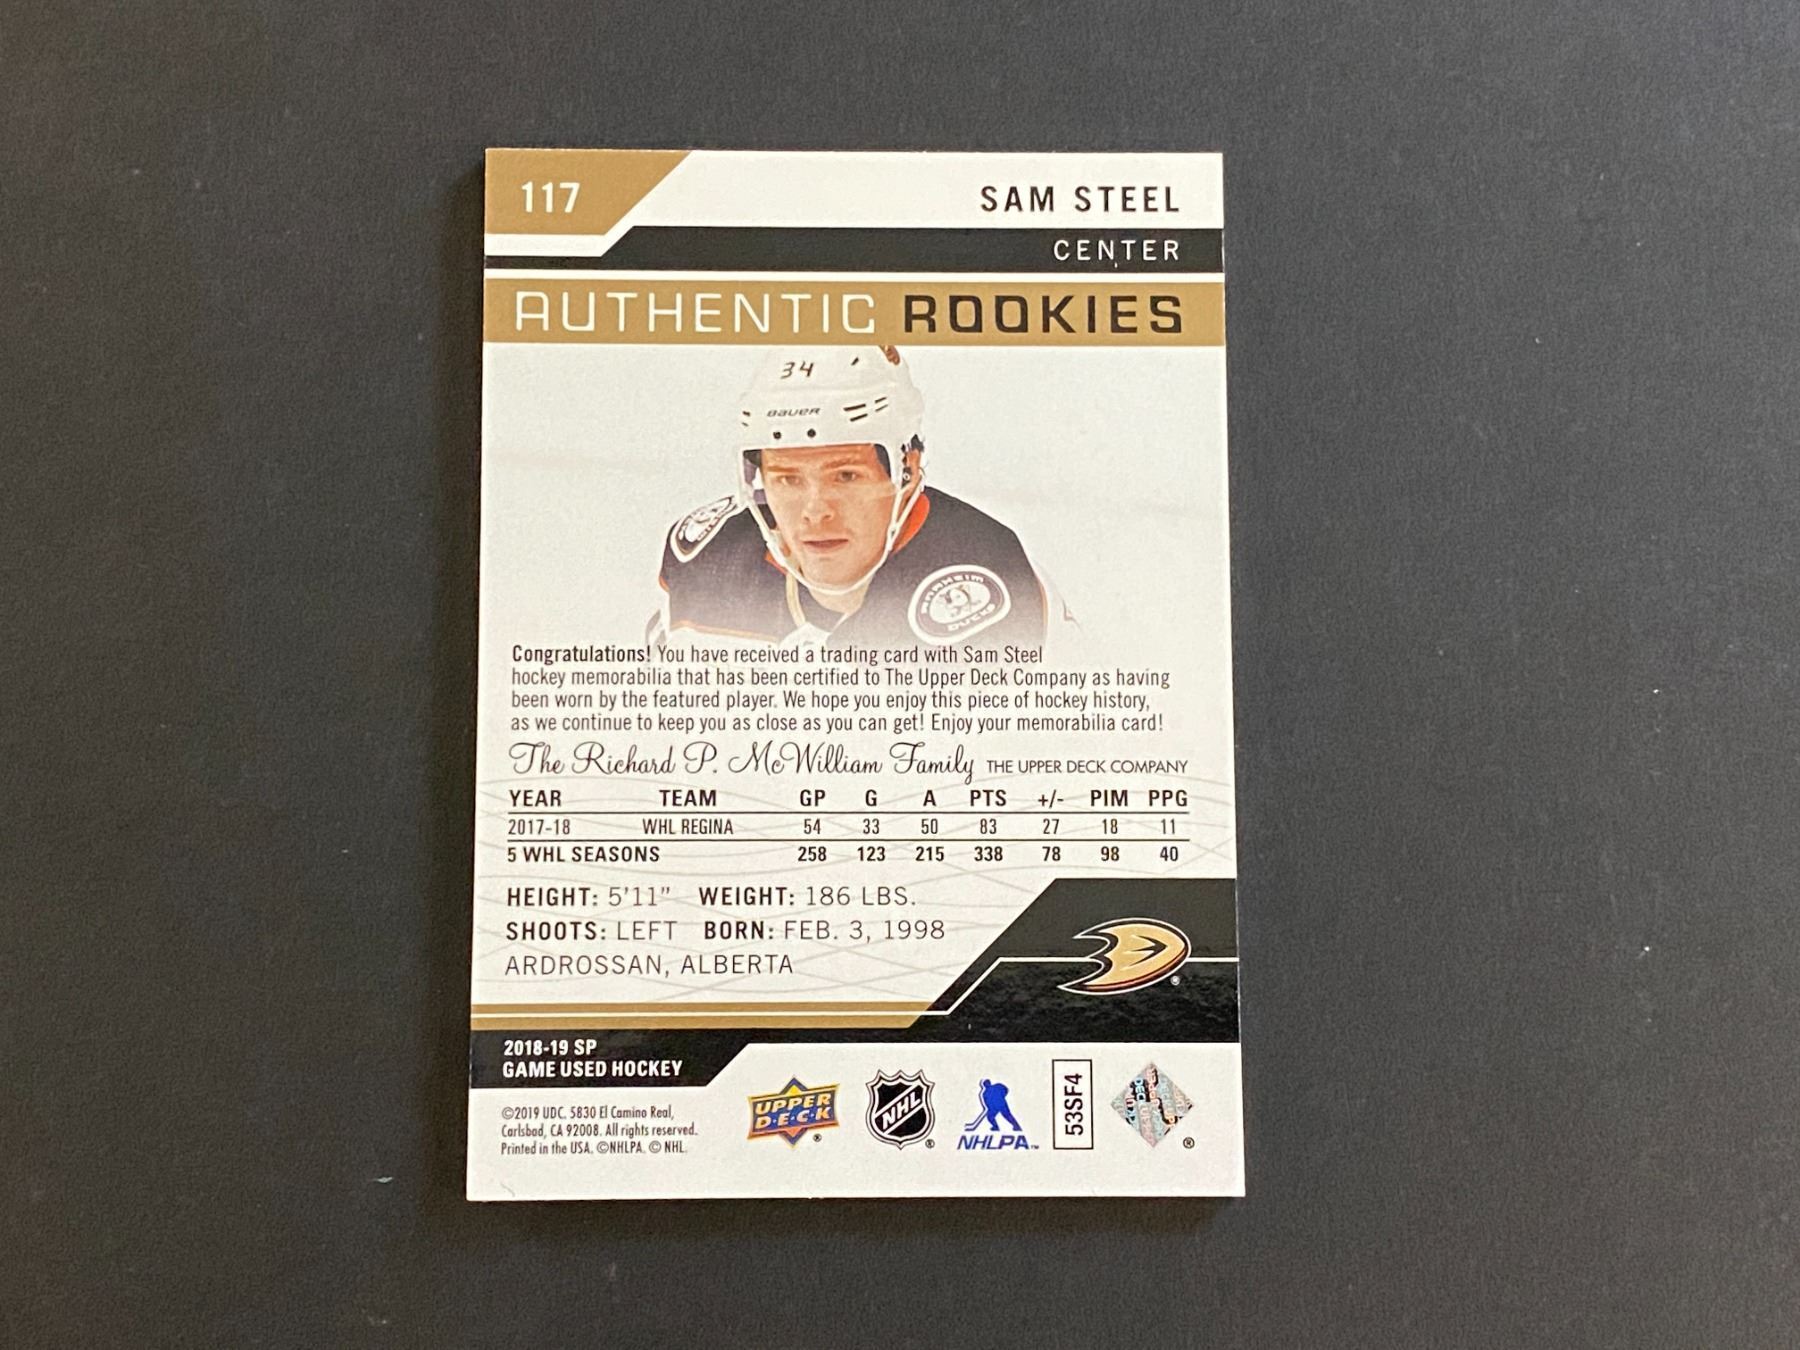 117
SAM STEEL
CENTER
AUTHENTIC ROOKIES
34
BAUER
ANAHEIM
DUCKS
Congratulations! You have received a trading card with Sam Steel
hockey memorabilia that has been certified to The Upper Deck Company as having
been worn by the featured player. We hope you enjoy this piece of hockey history,
as we continue to keep you as close as you can get! Enjoy your memorabilia card!
The Richard P. McWilliam Family THE UPPER DECK COMPANY
YEAR TEAM GP G A PTS +/- PIM PPG
2017-18 WHL REGINA 54 33 50 83 27 18 11
5 WHL SEASONS 258 123 215 338 78 98 40
HEIGHT: 5'11" WEIGHT: 186 LBS.
SHOOTS: LEFT BORN: FEB. 3, 1998
ARDROSSAN, ALBERTA
®
2018-19 SP
GAME USED HOCKEY
©2019 UDC. 5830 El Camino Real,
Carlsbad, CA 92008. All rights reserved.
Printed in the USA. ©NHLPA. © NHL.
UPPER
D·E·C·K ®
NHL ®
NHLPA™
53SF4
®